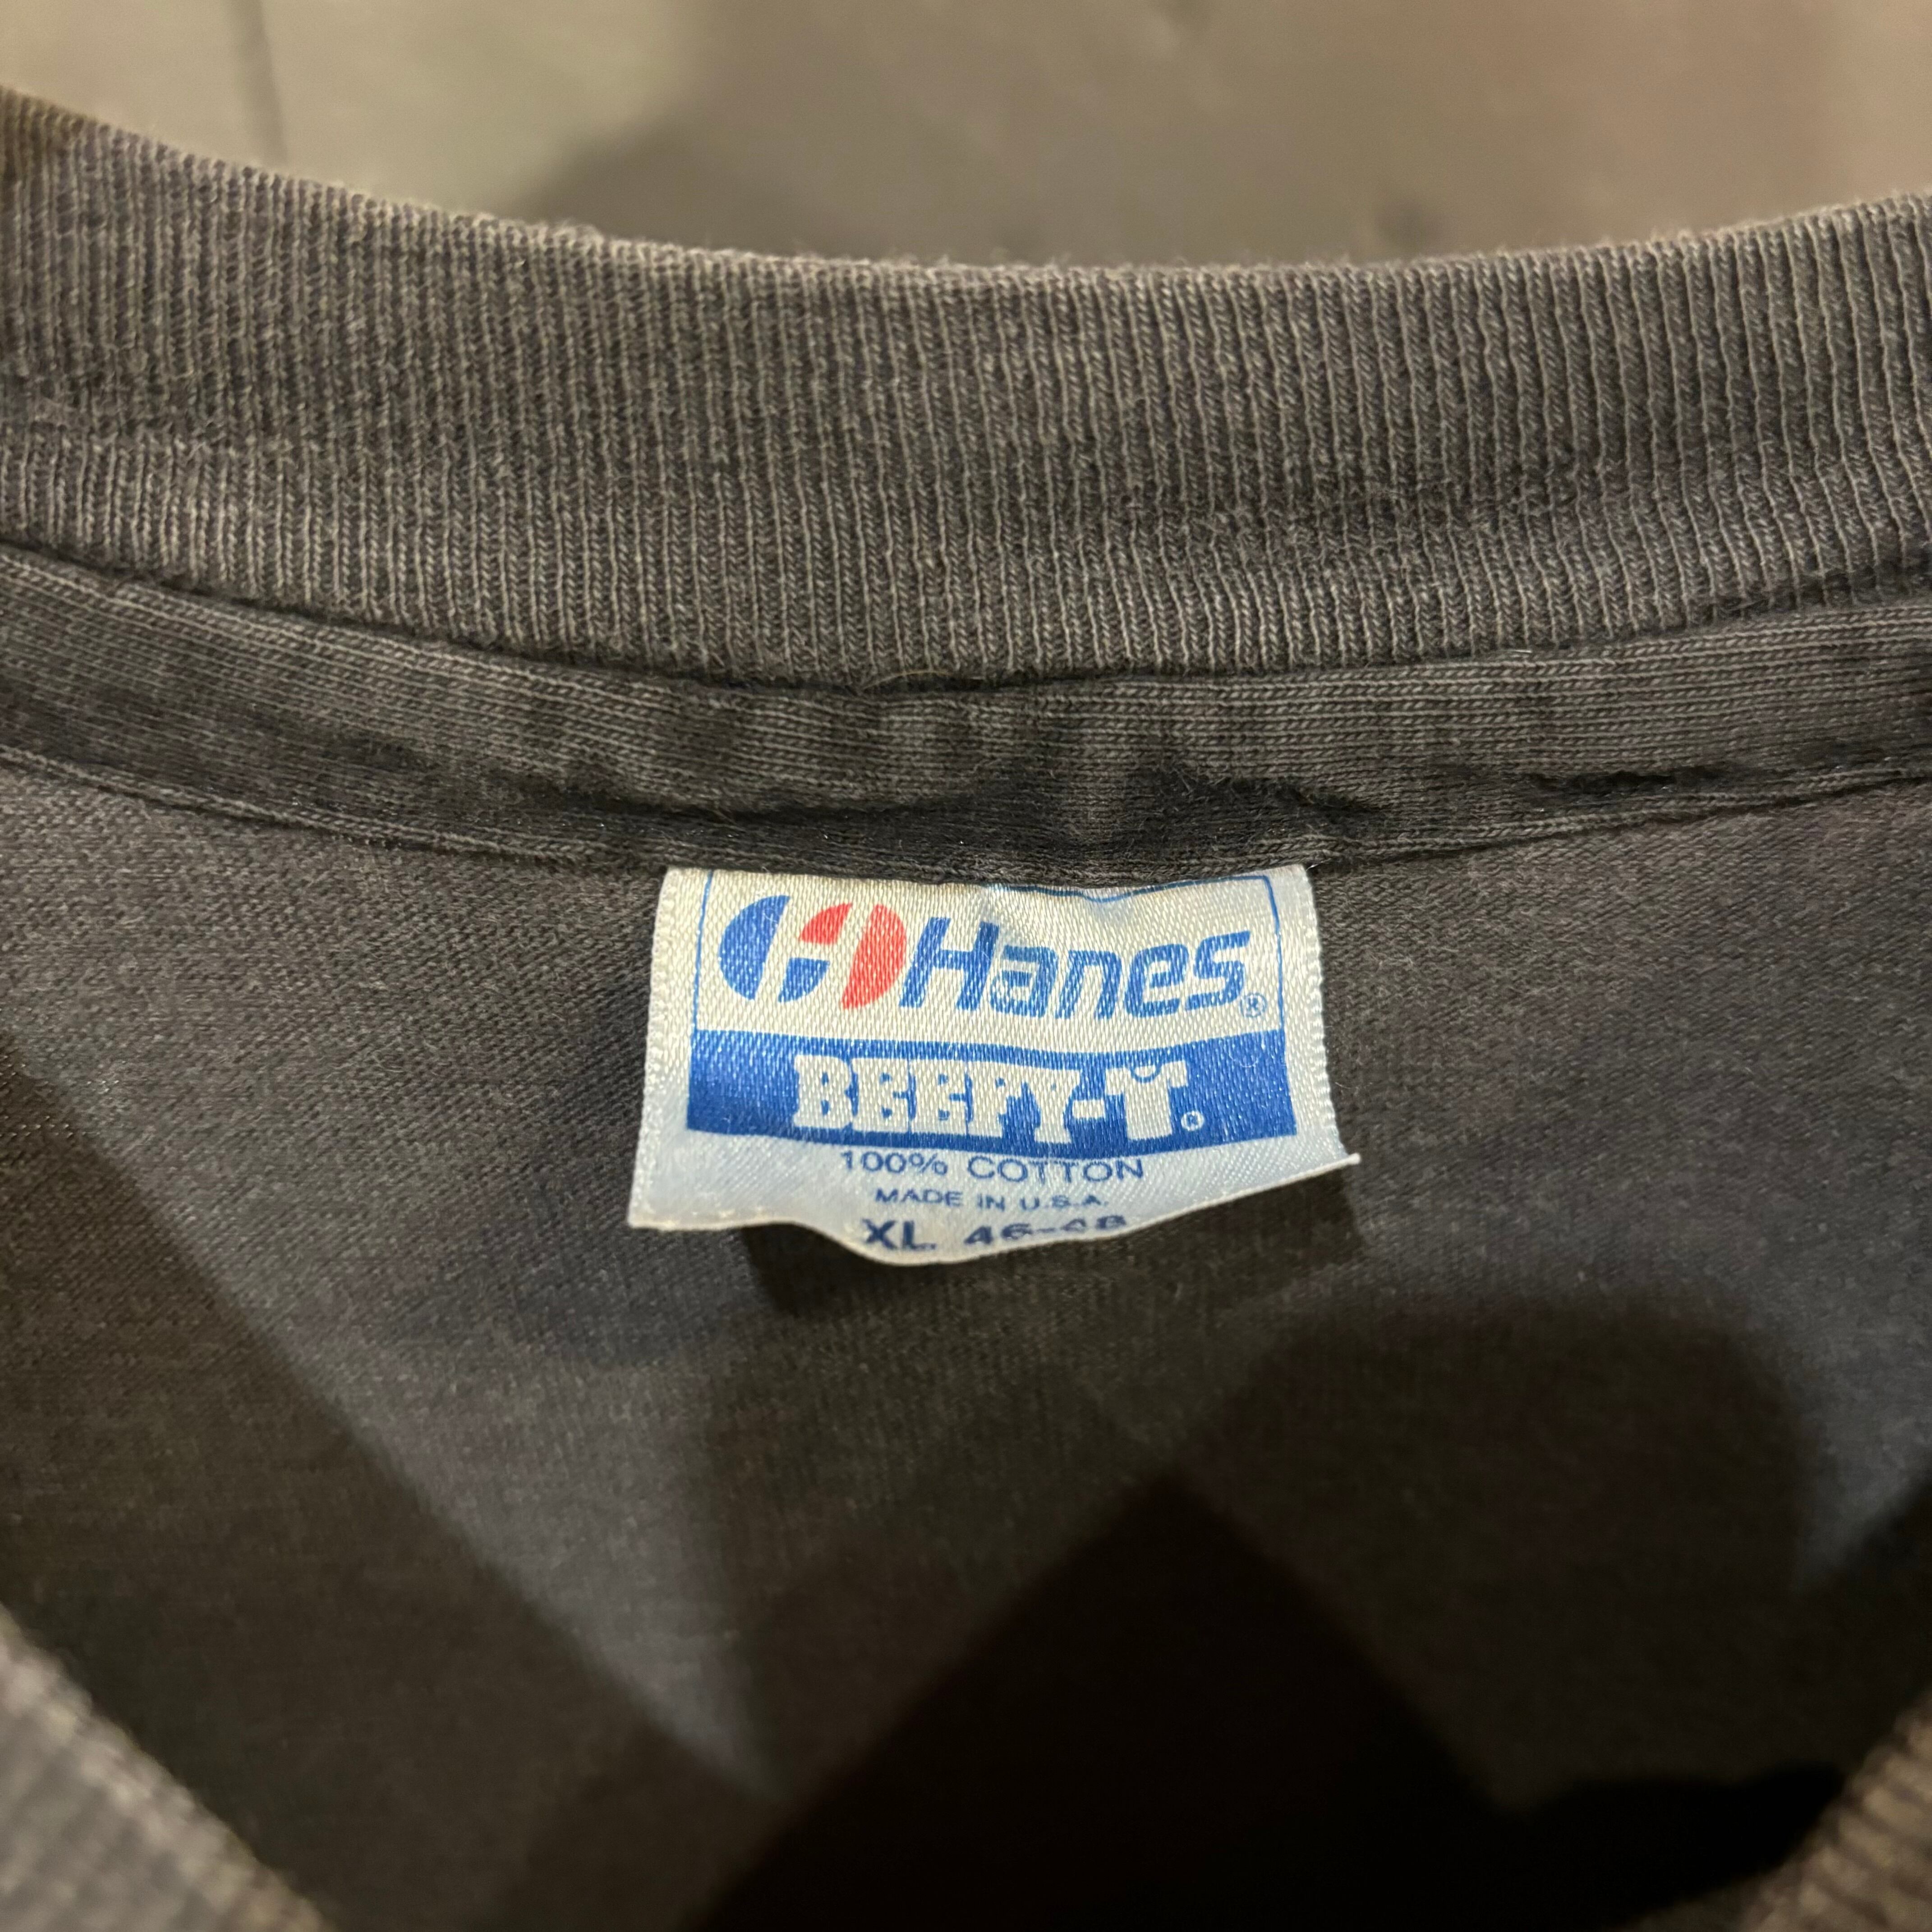 Hanes®
BEEFY-T®
100% COTTON
MADE IN U.S.A.
XL 46-48